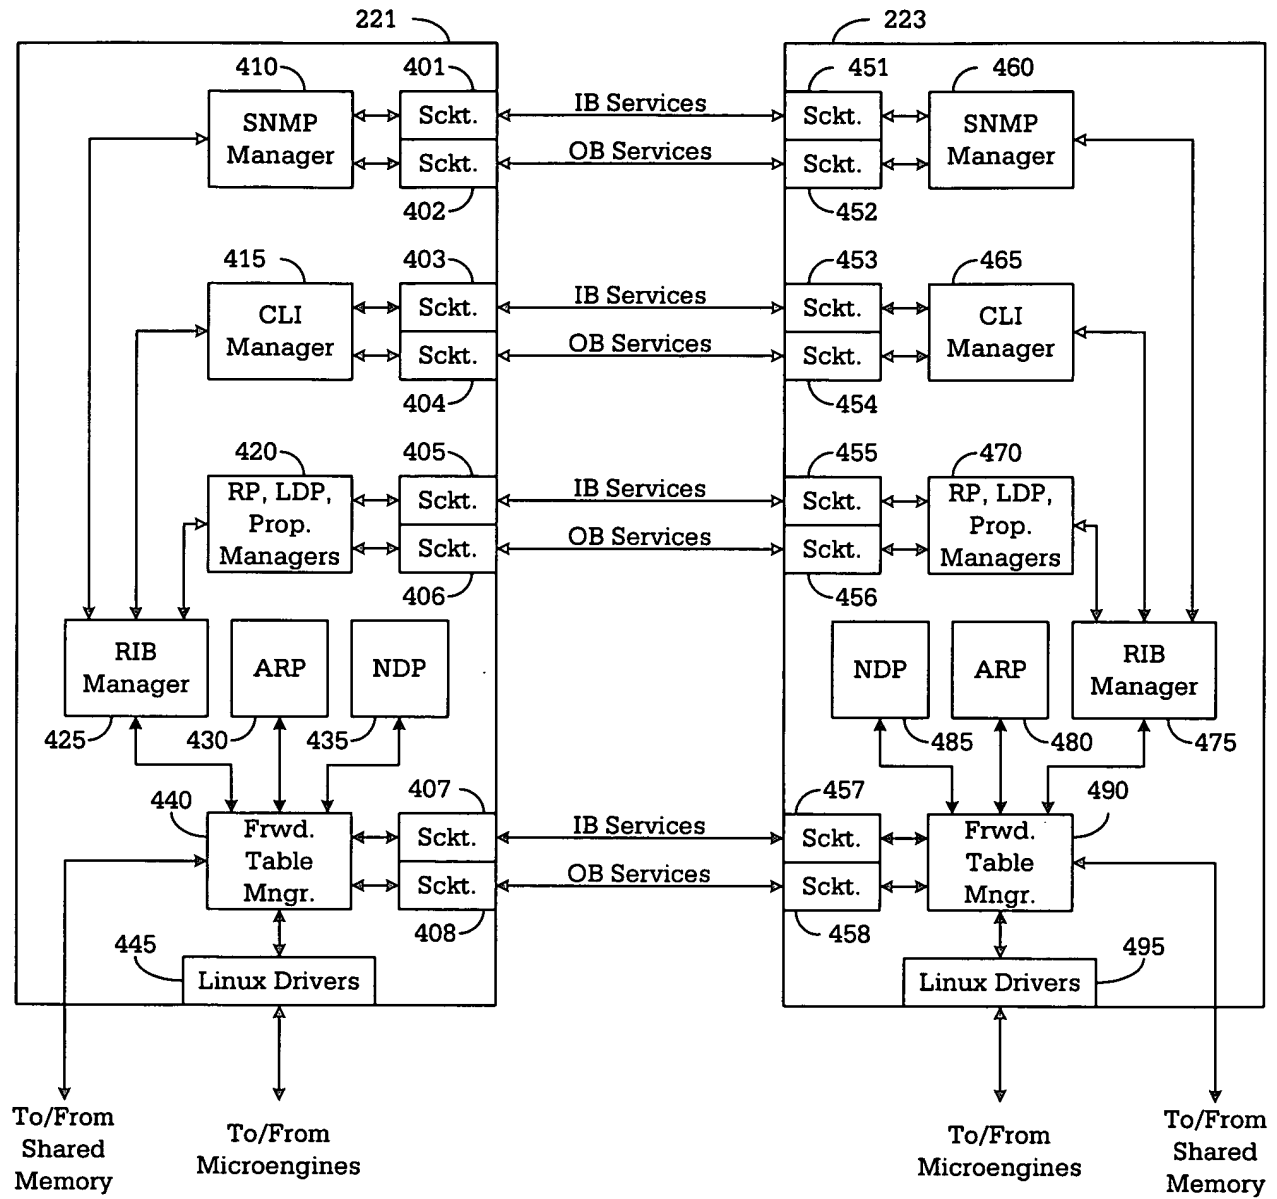 221
223
410
401
451
460
SNMP
Manager
Sckt.
IB Services
Sckt.
SNMP
Manager
Sckt.
OB Services
Sckt.
402
452
415
403
453
465
CLI
Manager
Sckt.
IB Services
Sckt.
CLI
Manager
Sckt.
OB Services
Sckt.
404
454
420
405
455
470
RP, LDP,
Prop.
Managers
Sckt.
IB Services
Sckt.
RP, LDP,
Prop.
Managers
Sckt.
OB Services
Sckt.
406
456
RIB
Manager
ARP
NDP
NDP
ARP
RIB
Manager
425
430
435
485
480
475
440
407
457
490
Frwd.
Table
Mngr.
Sckt.
IB Services
Sckt.
Frwd.
Table
Mngr.
Sckt.
OB Services
Sckt.
408
458
445
495
Linux Drivers
Linux Drivers
To/From
Shared
Memory
To/From
Microengines
To/From
Microengines
To/From
Shared
Memory